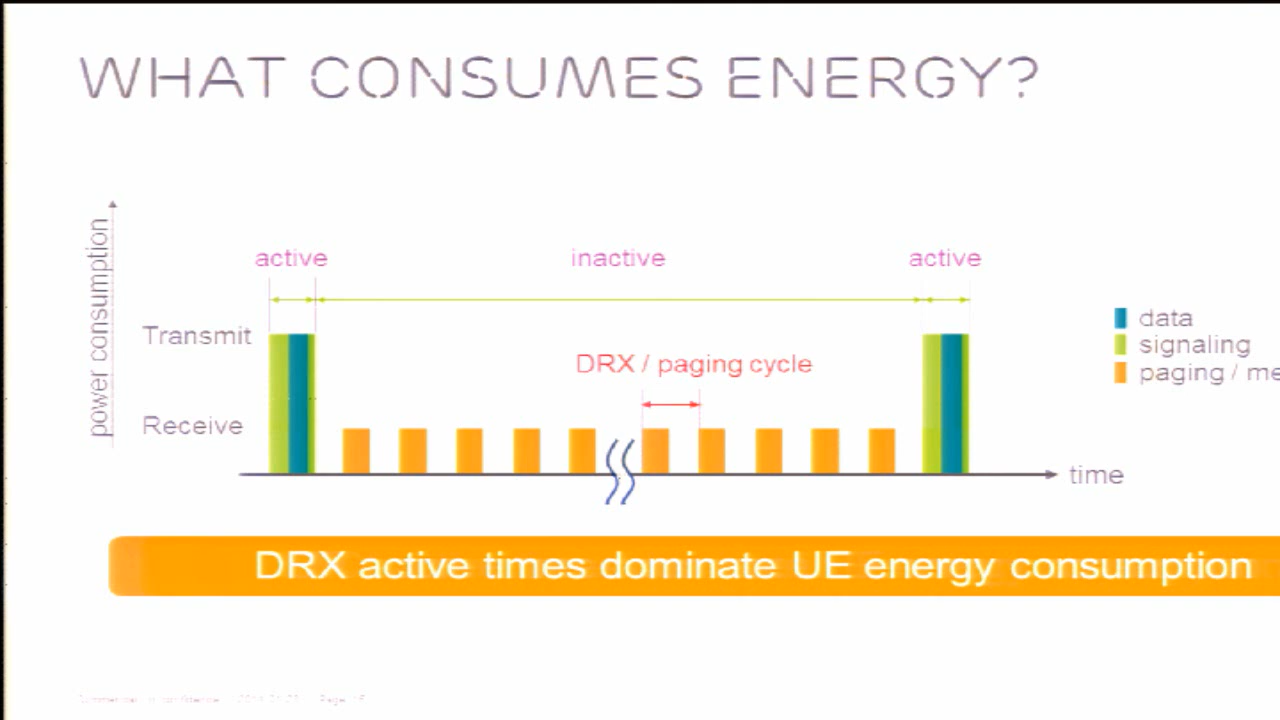 WHAT CONSUMES ENERGY?
power consumption
active
inactive
active
Transmit
Receive
DRX / paging cycle
data
signaling
paging /
time
DRX active times dominate UE energy consumption